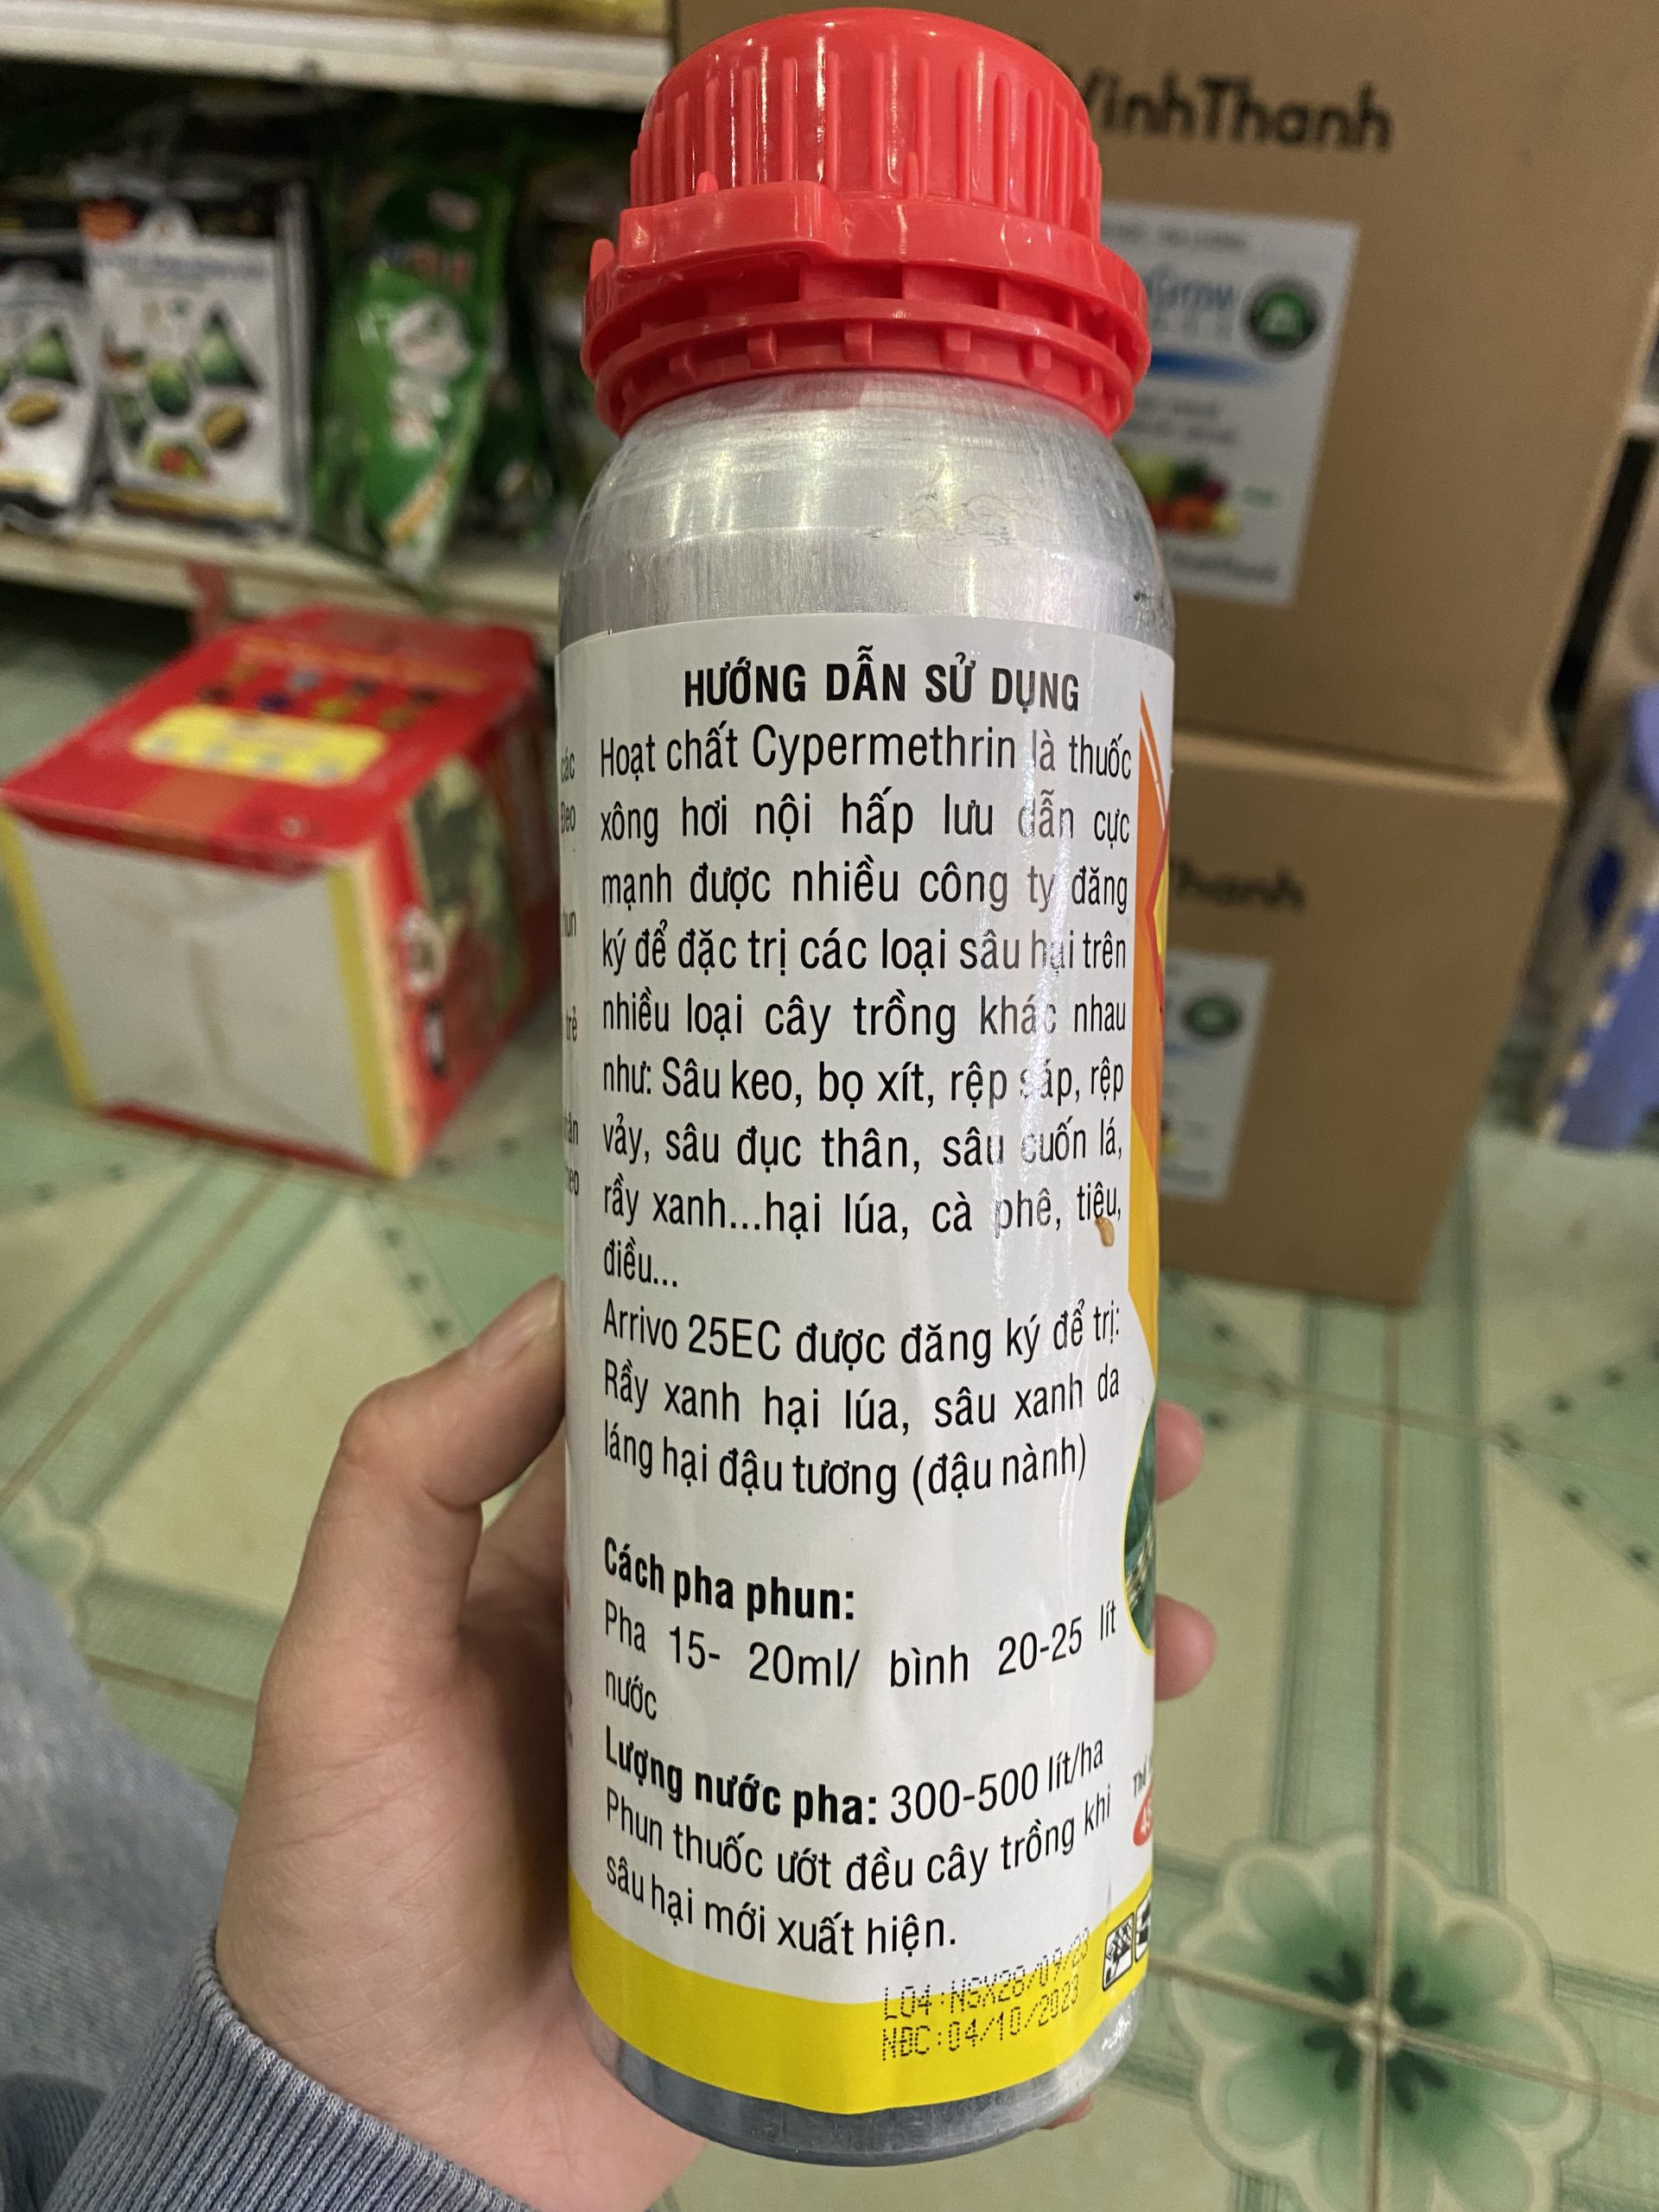 VinhThanh
HƯỚNG DẪN SỬ DỤNG
Hoạt chất Cypermethrin là thuốc
xông hơi nội hấp lưu dẫn cực
mạnh được nhiều công ty đăng
ký để đặc trị các loại sâu hại trên
nhiều loại cây trồng khác nhau
như: Sâu keo, bọ xít, rệp sáp, rệp
vảy, sâu đục thân, sâu cuốn lá,
rầy xanh...hại lúa, cà phê, tiêu,
điều...
Arrivo 25EC được đăng ký để trị:
Rầy xanh hại lúa, sâu xanh da
láng hại đậu tương (đậu nành)
Cách pha phun:
Pha 15- 20ml/ bình 20-25 lít
nước
Lượng nước pha: 300-500 lít/ha
Phun thuốc ướt đều cây trồng khi
sâu hại mới xuất hiện.
L04:NSX28/09/23
NĐC:04/10/2023